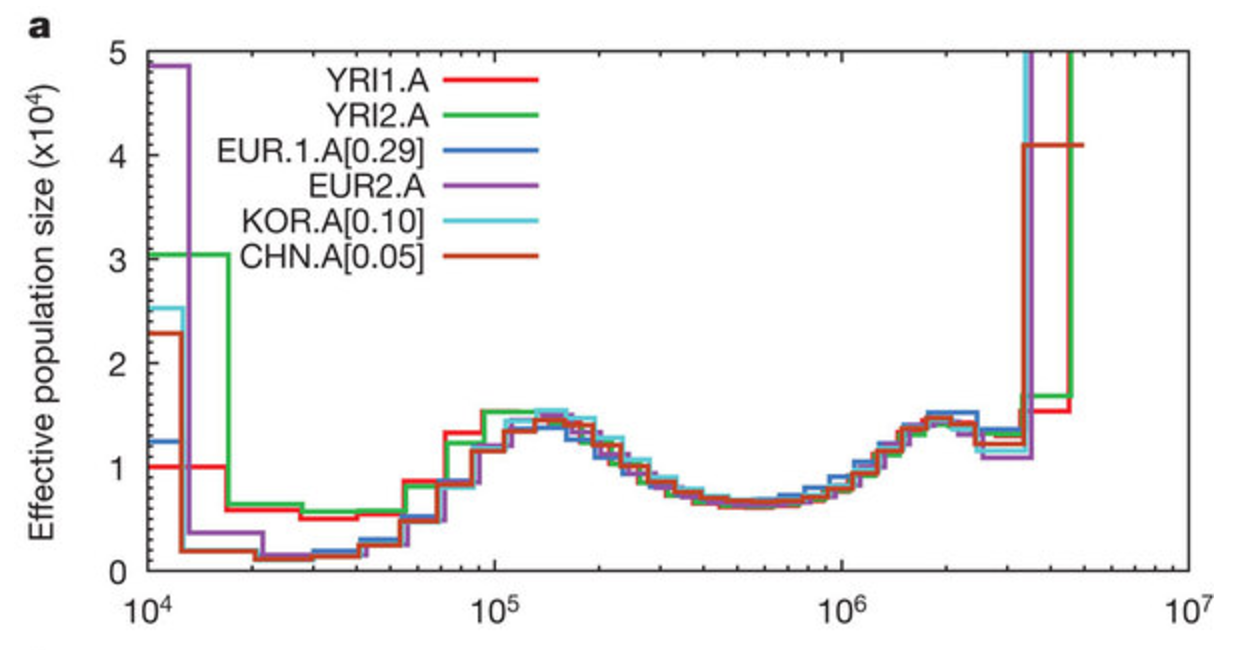 a
Effective population size (x10⁴)
5
4
3
2
1
0
YRI1.A
YRI2.A
EUR.1.A[0.29]
EUR2.A
KOR.A[0.10]
CHN.A[0.05]
10⁴ 10⁵ 10⁶ 10⁷